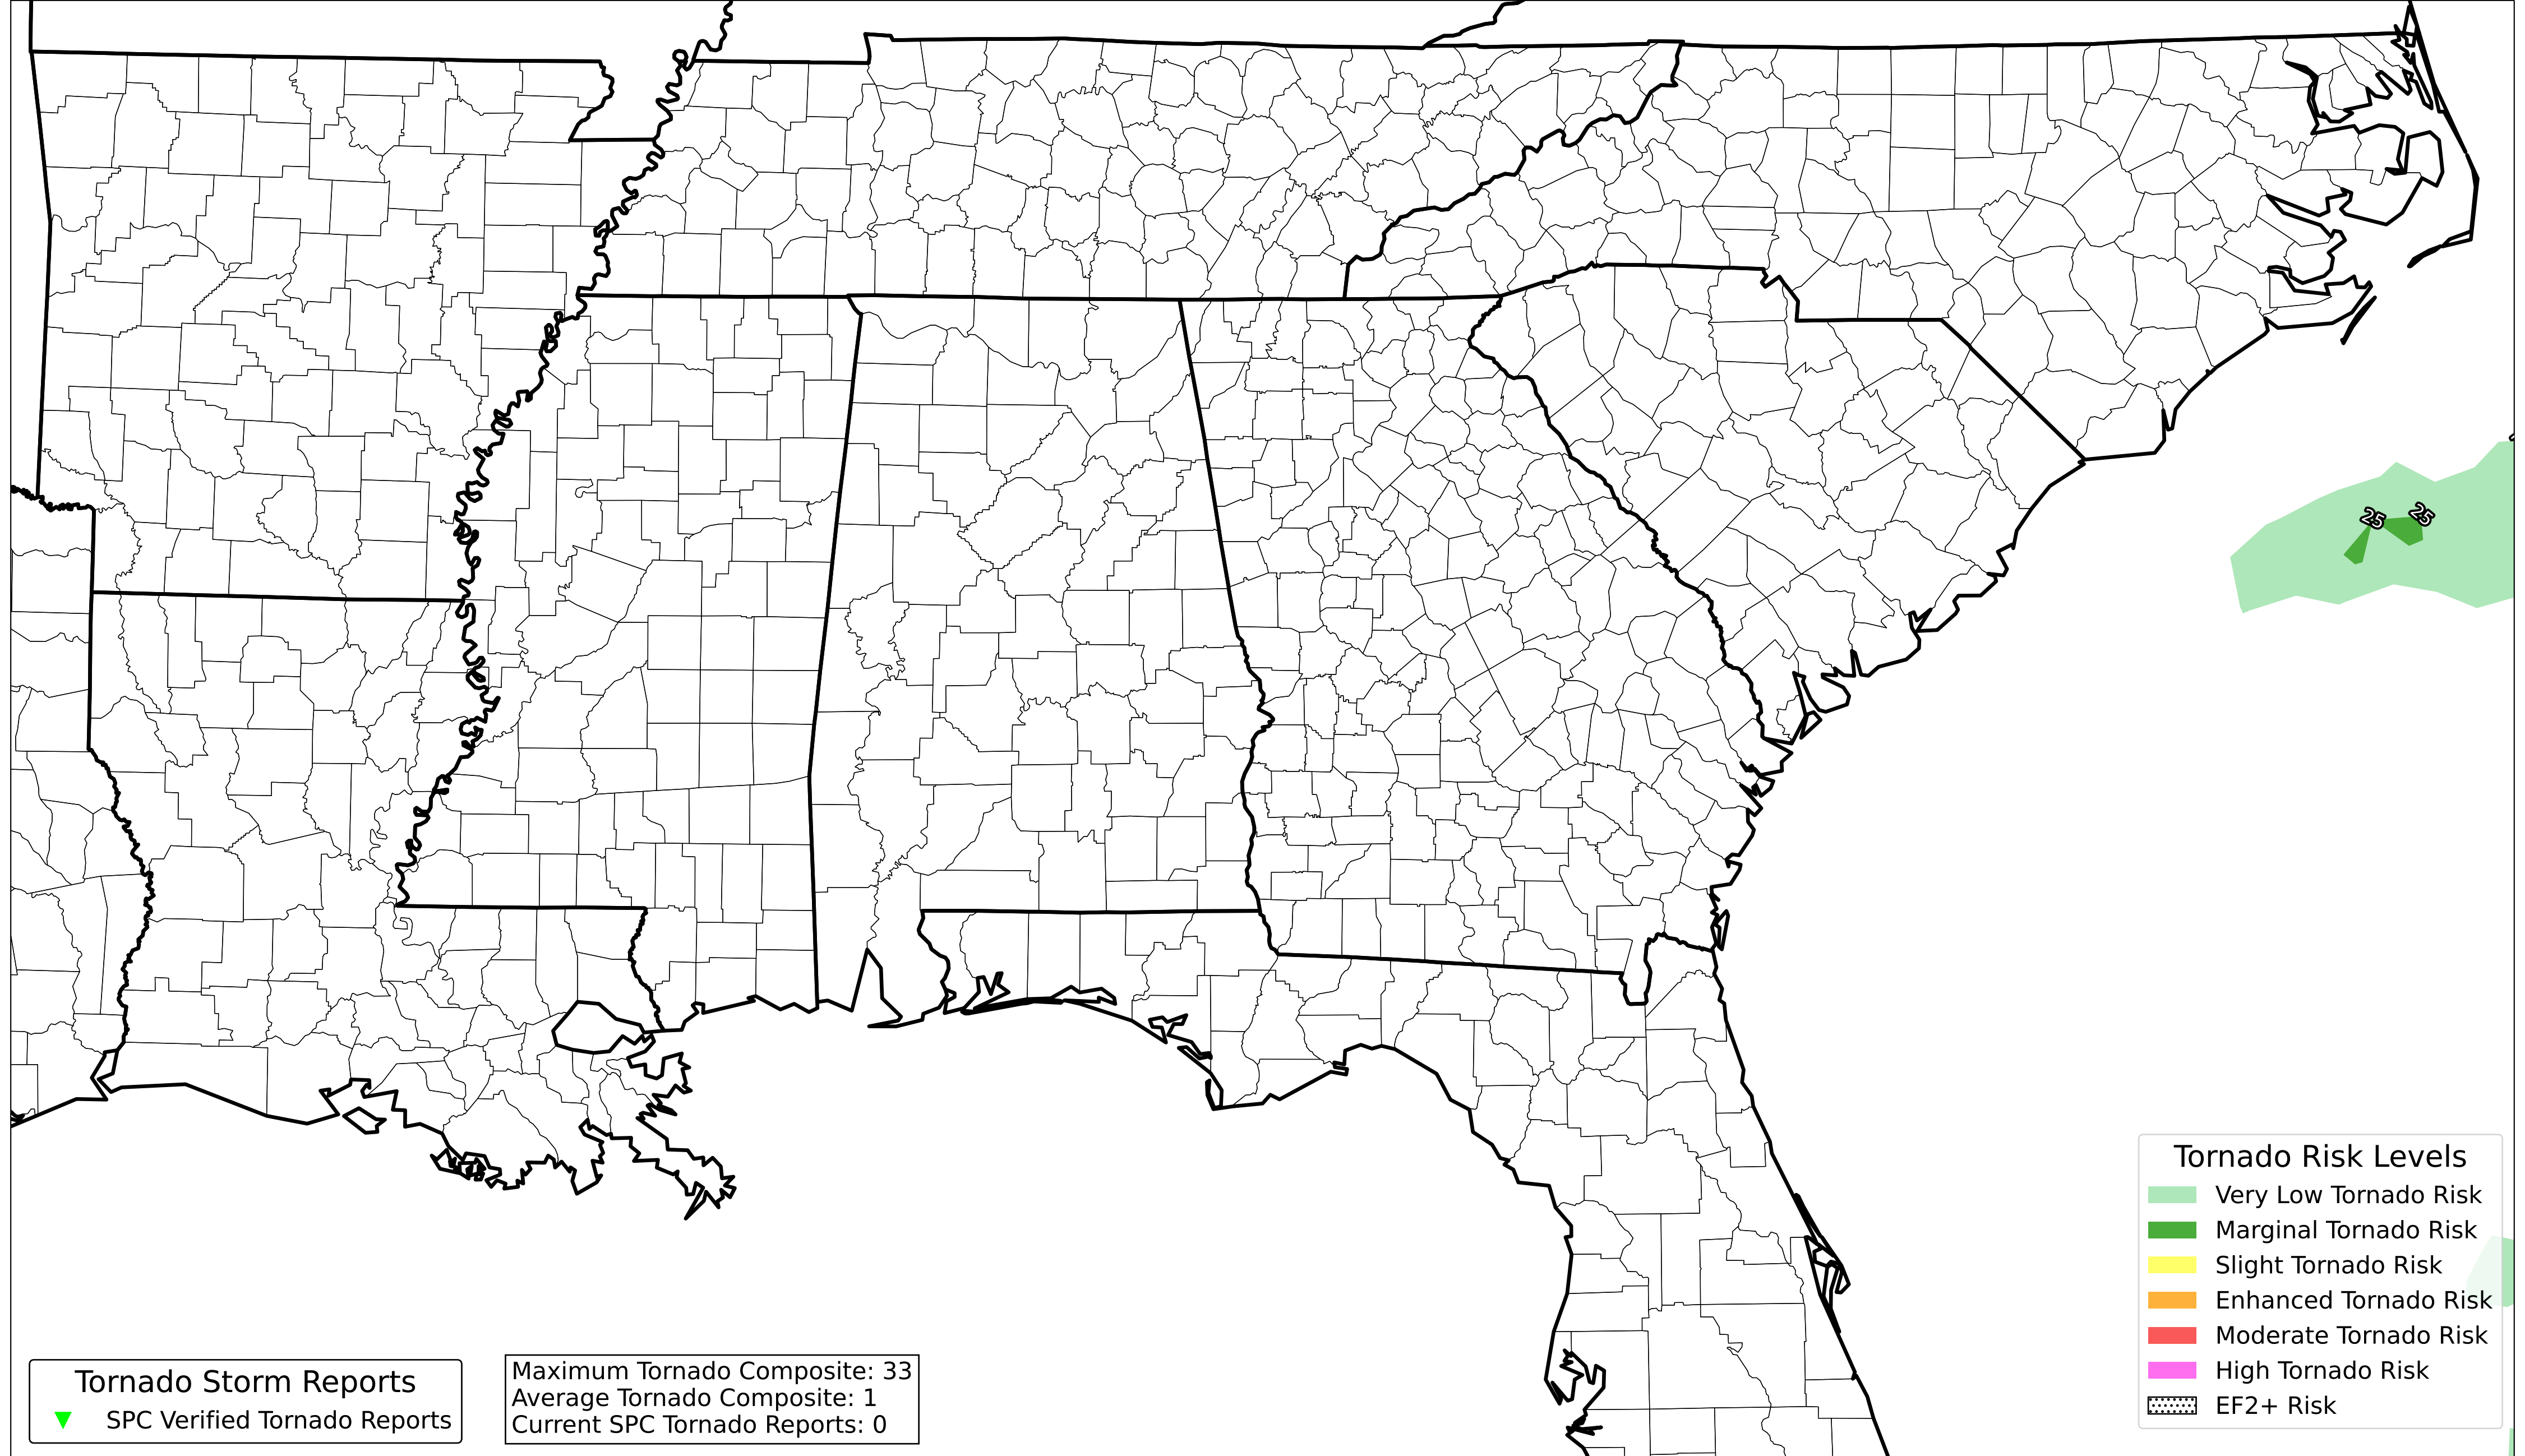 25 25
Tornado Risk Levels
Very Low Tornado Risk
Marginal Tornado Risk
Slight Tornado Risk
Enhanced Tornado Risk
Moderate Tornado Risk
High Tornado Risk
EF2+ Risk
Tornado Storm Reports
SPC Verified Tornado Reports
Maximum Tornado Composite: 33
Average Tornado Composite: 1
Current SPC Tornado Reports: 0